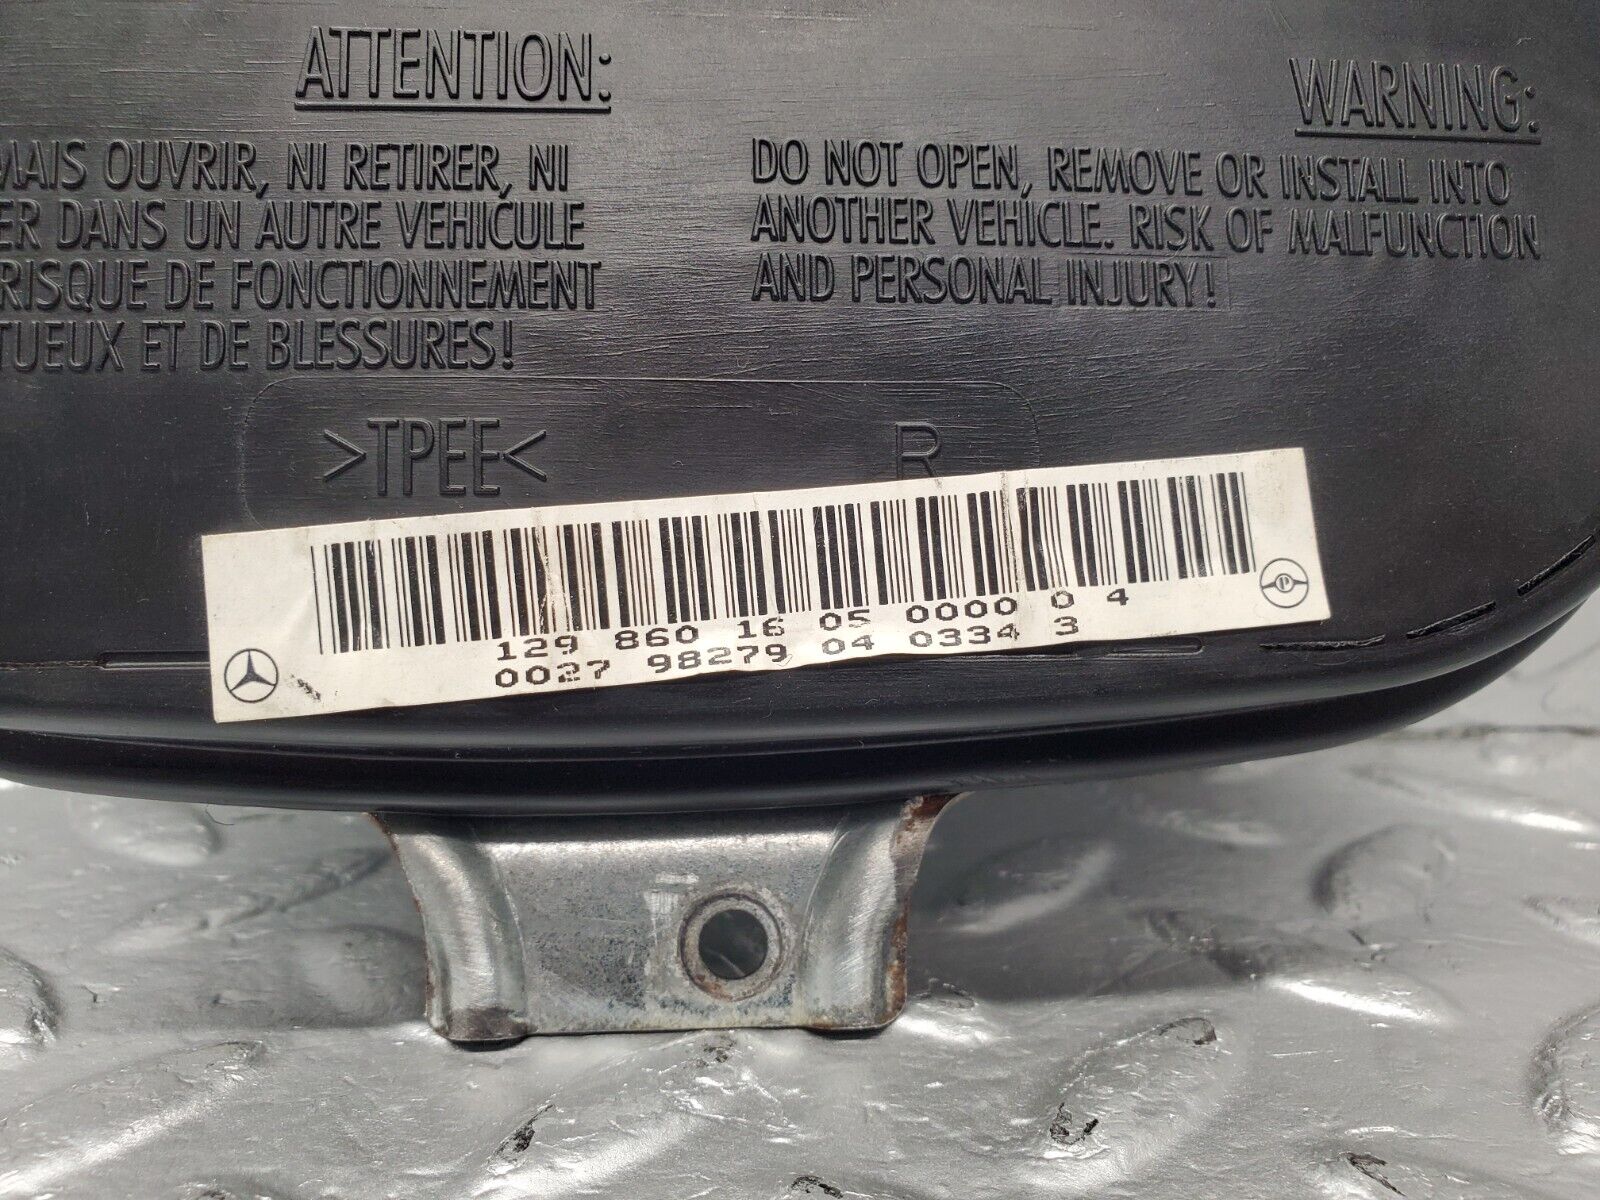 ATTENTION:
MAIS OUVRIR, NI RETIRER, NI
ER DANS UN AUTRE VEHICULE
RISQUE DE FONCTIONNEMENT
TUEUX ET DE BLESSURES!
WARNING:
DO NOT OPEN, REMOVE OR INSTALL INTO
ANOTHER VEHICLE. RISK OF MALFUNCTION
AND PERSONAL INJURY!
>TPEE<
R
129 860 16 05 0000 0 4
0027 98279 04 0334 3